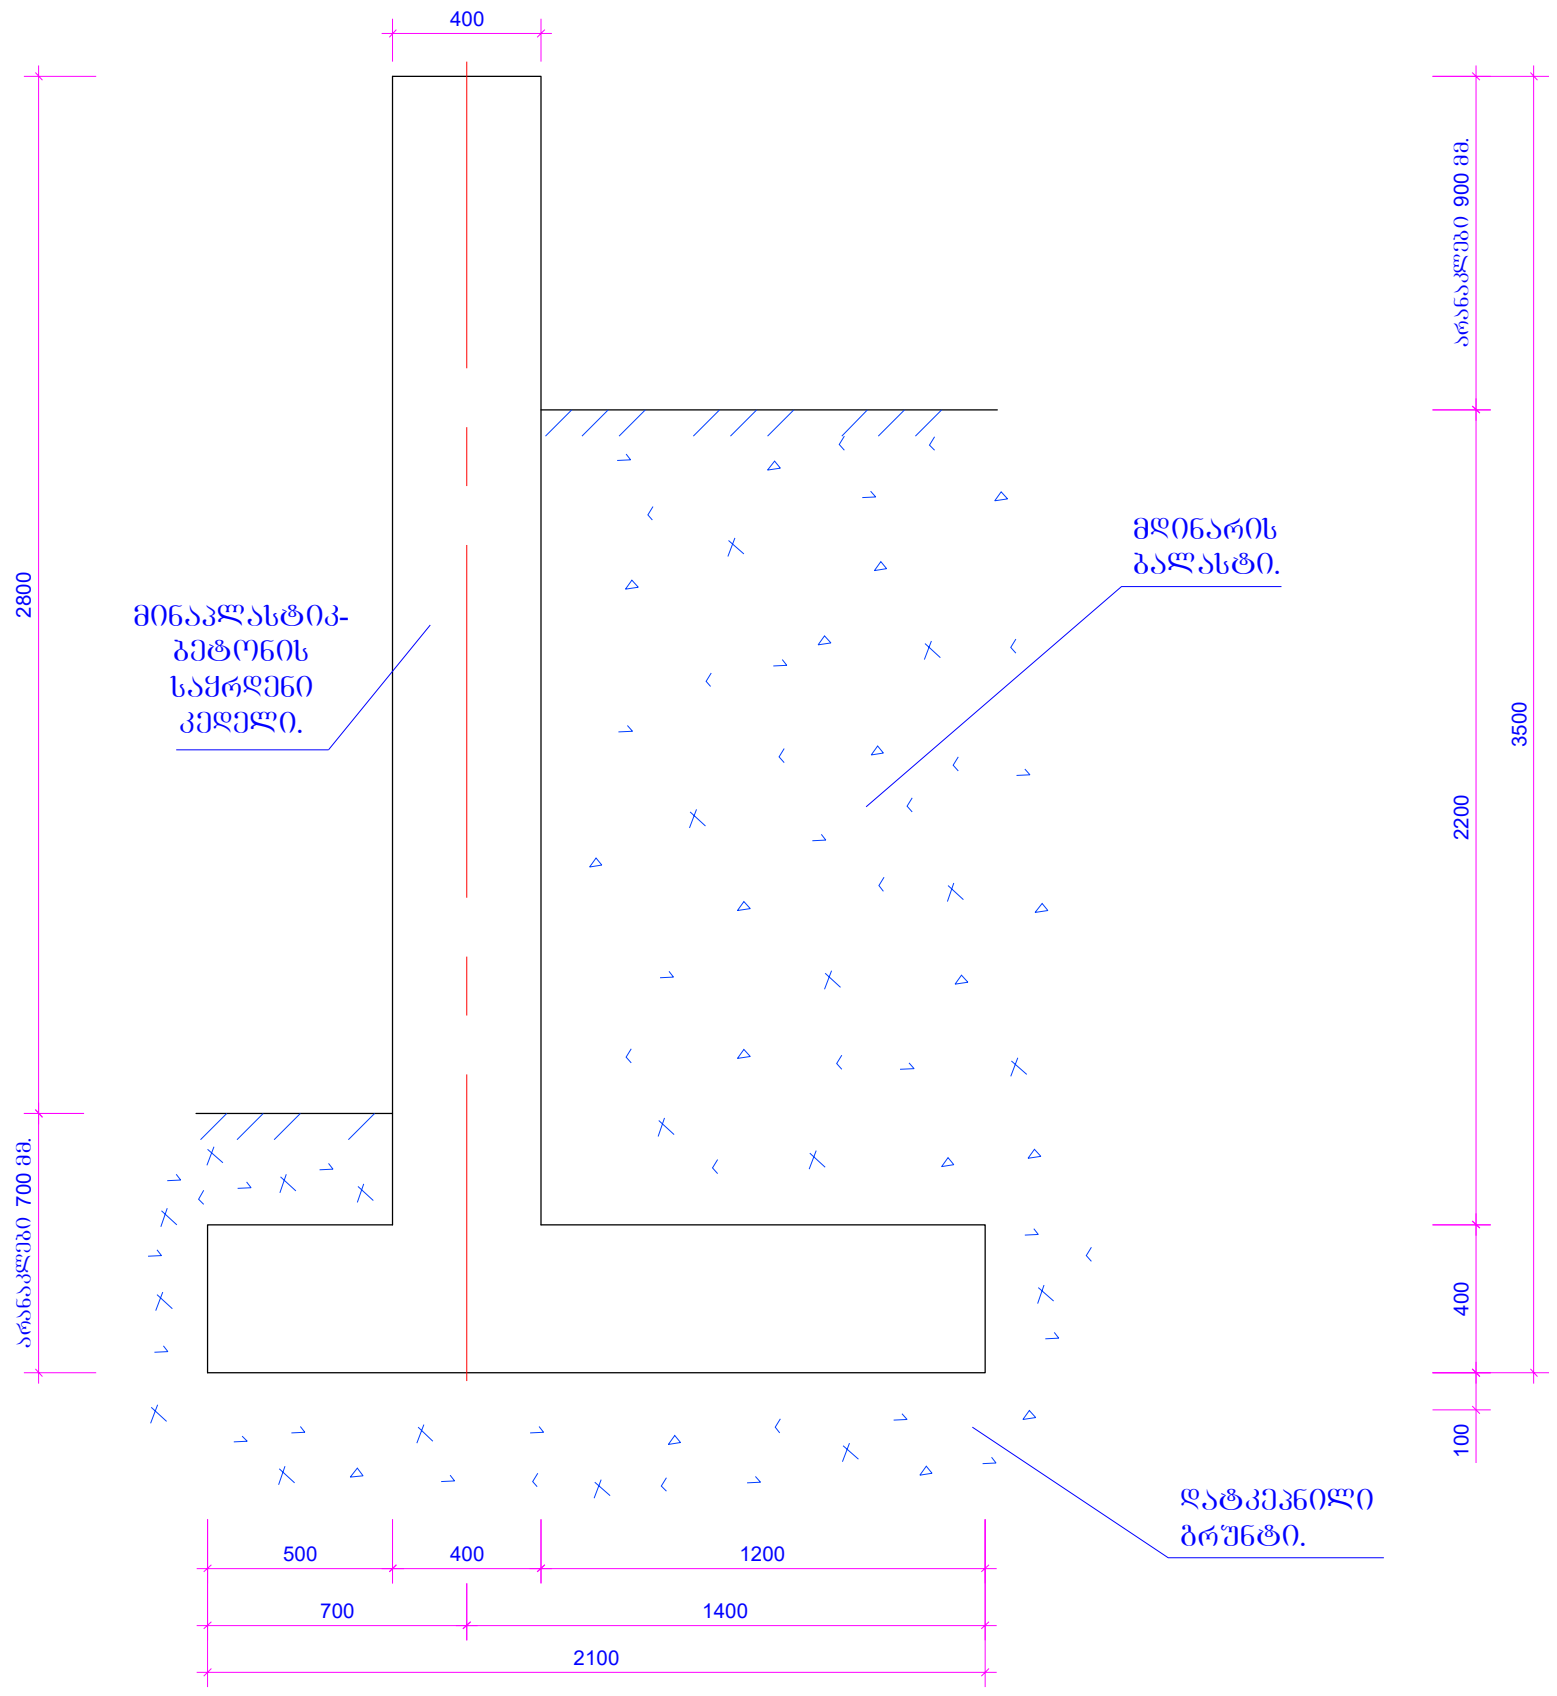 400
არანაკლები 900 მმ.
მდინარის
ბალასტი.
2800
მინაპლასტიკ-
ბეტონის
საყრდენი
კედელი.
3500
2200
არანაკლები 700 მმ.
400
100
დატკეპნილი
გრუნტი.
500
400
1200
700
1400
2100